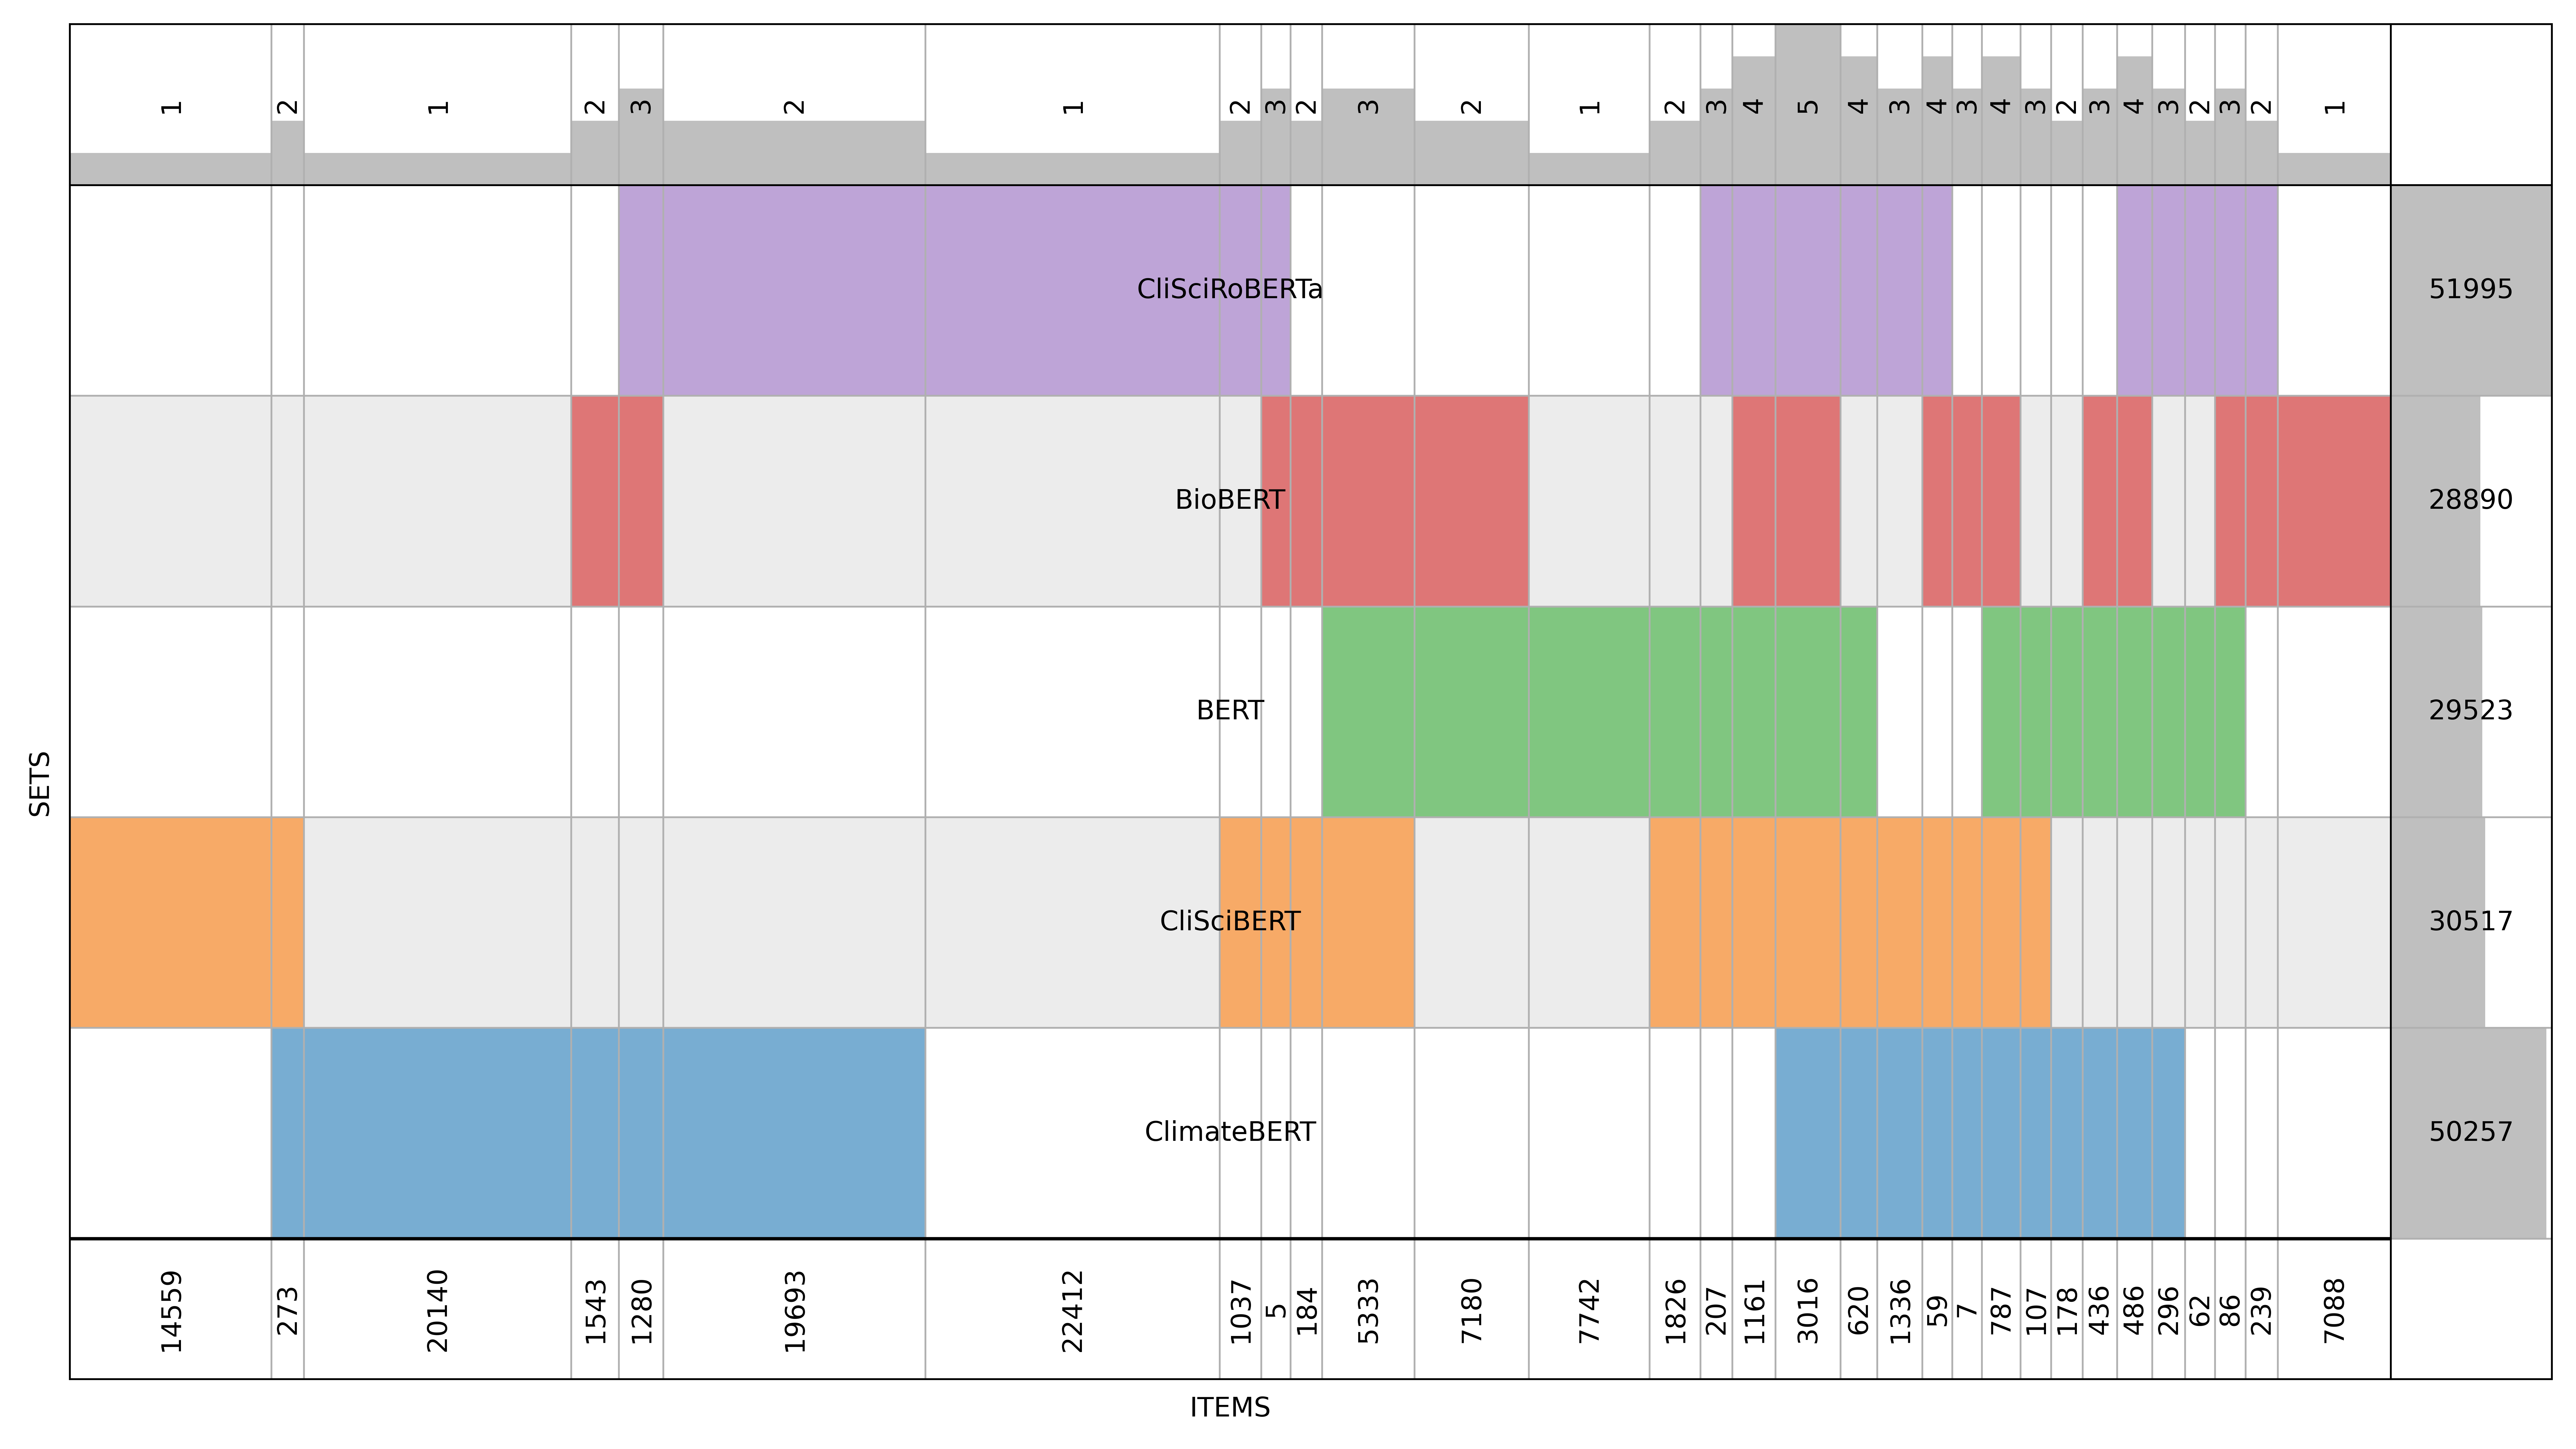 1 2 1 2 3 2 1 2 3 2 3 2 1 2 3 4 5 4 3 4 3 4 3 2 3 4 3 2 3 2 1
CliSciRoBERTa 51995
BioBERT 28890
BERT 29523
CliSciBERT 30517
ClimateBERT 50257
SETS
14559 273 20140 1543 1280 19693 22412 1037 5 184 5333 7180 7742 1826 207 1161 3016 620 1336 59 7 787 107 178 436 486 296 62 86 239 7088
ITEMS